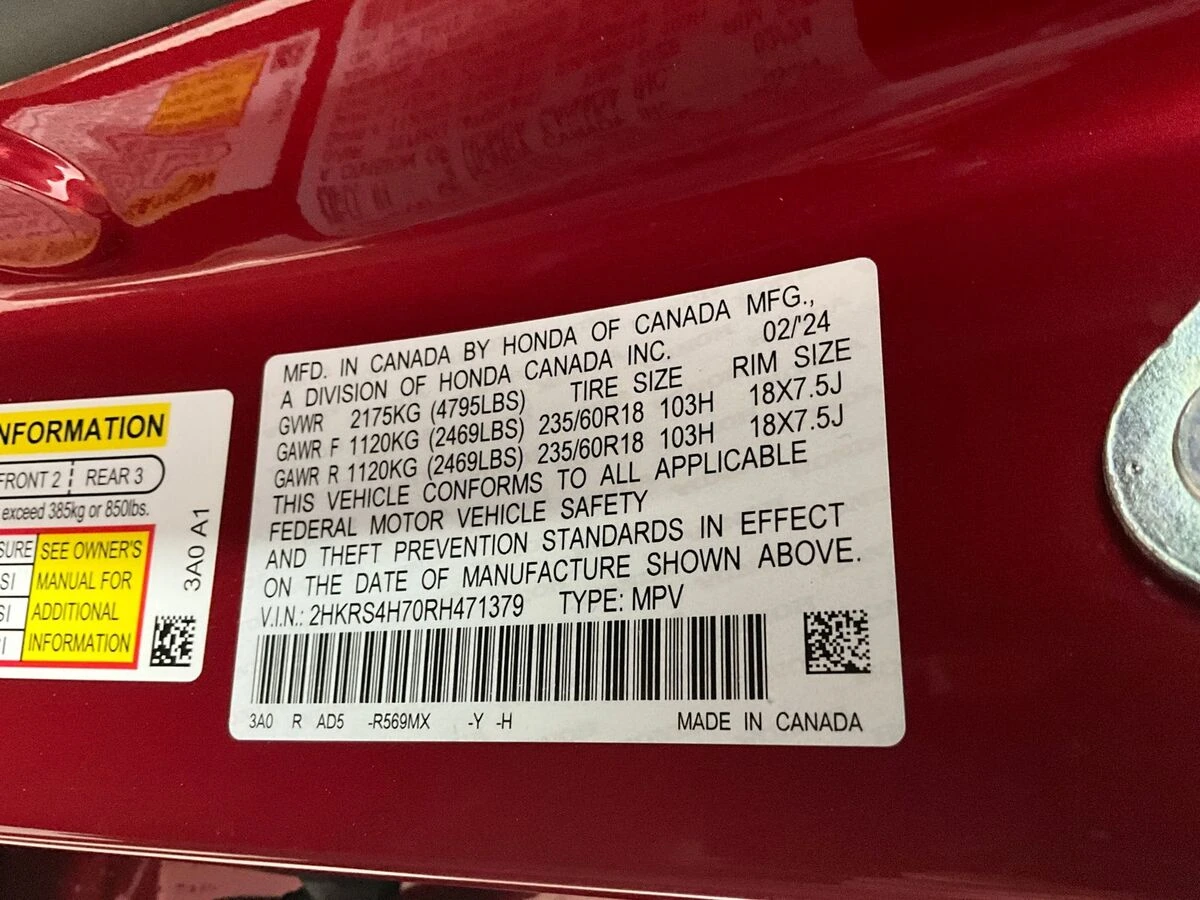 NFORMATION
FRONT 2 REAR 3
exceed 385kg or 850lbs.
SURE SEE OWNER'S
SI MANUAL FOR
SI ADDITIONAL
INFORMATION
3A0 A1
MFD. IN CANADA BY HONDA OF CANADA MFG.,
A DIVISION OF HONDA CANADA INC. 02/'24
GVWR 2175KG (4795LBS) TIRE SIZE RIM SIZE
GAWR F 1120KG (2469LBS) 235/60R18 103H 18X7.5J
GAWR R 1120KG (2469LBS) 235/60R18 103H 18X7.5J
THIS VEHICLE CONFORMS TO ALL APPLICABLE
FEDERAL MOTOR VEHICLE SAFETY
AND THEFT PREVENTION STANDARDS IN EFFECT
ON THE DATE OF MANUFACTURE SHOWN ABOVE.
V.I.N.: 2HKRS4H70RH471379 TYPE: MPV
3A0 R AD5 -R569MX -Y -H MADE IN CANADA